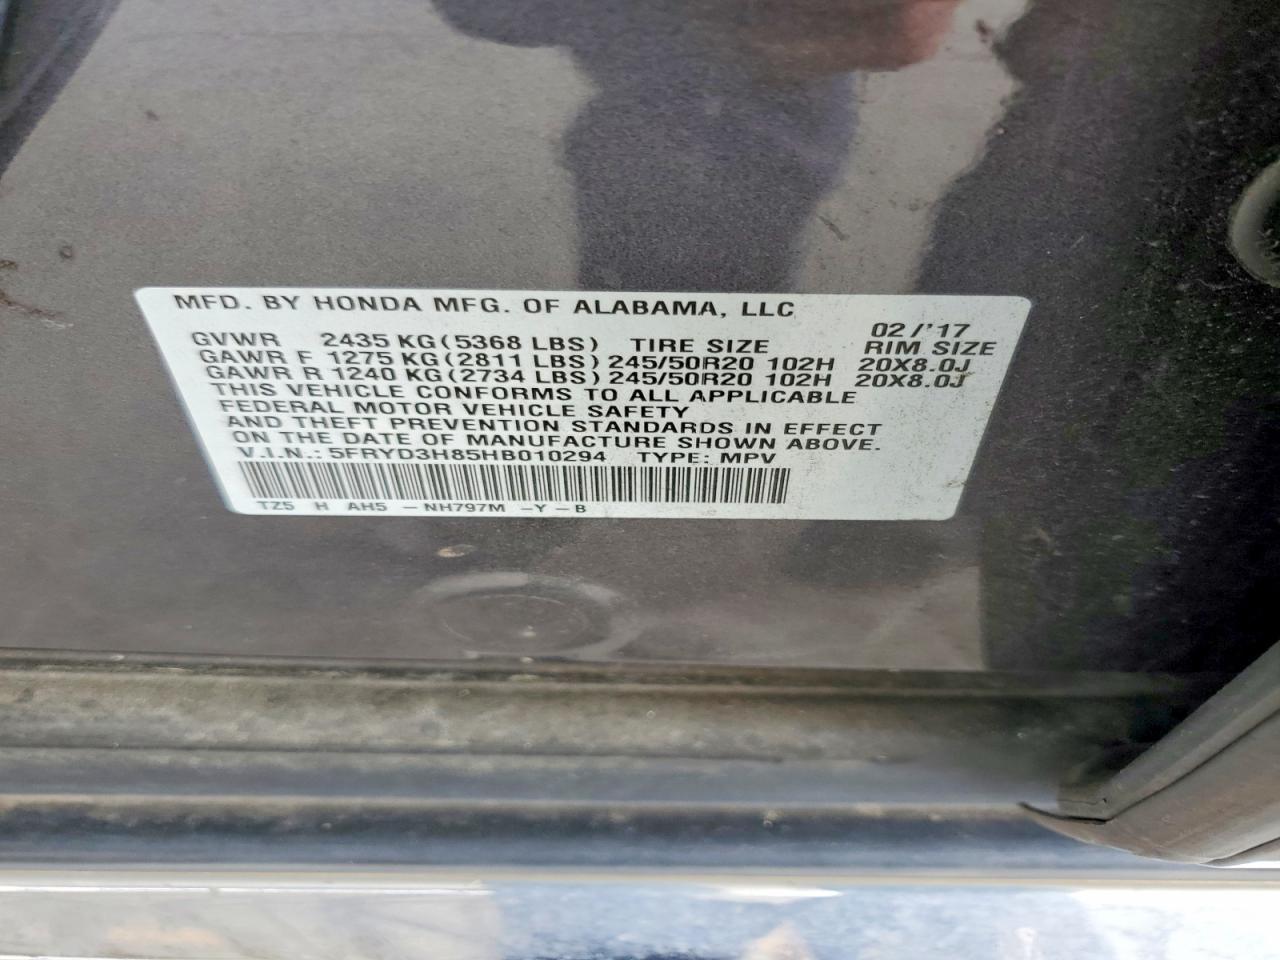 MFD. BY HONDA MFG. OF ALABAMA, LLC
02/'17
GVWR 2435 KG(5368 LBS) TIRE SIZE RIM SIZE
GAWR F 1275 KG(2811 LBS) 245/50R20 102H 20X8.0J
GAWR R 1240 KG(2734 LBS) 245/50R20 102H 20X8.0J
THIS VEHICLE CONFORMS TO ALL APPLICABLE
FEDERAL MOTOR VEHICLE SAFETY
AND THEFT PREVENTION STANDARDS IN EFFECT
ON THE DATE OF MANUFACTURE SHOWN ABOVE.
V.I.N.: 5FRYD3H85HB010294 TYPE: MPV
TZ5 H AH5 -NH797M -Y-B